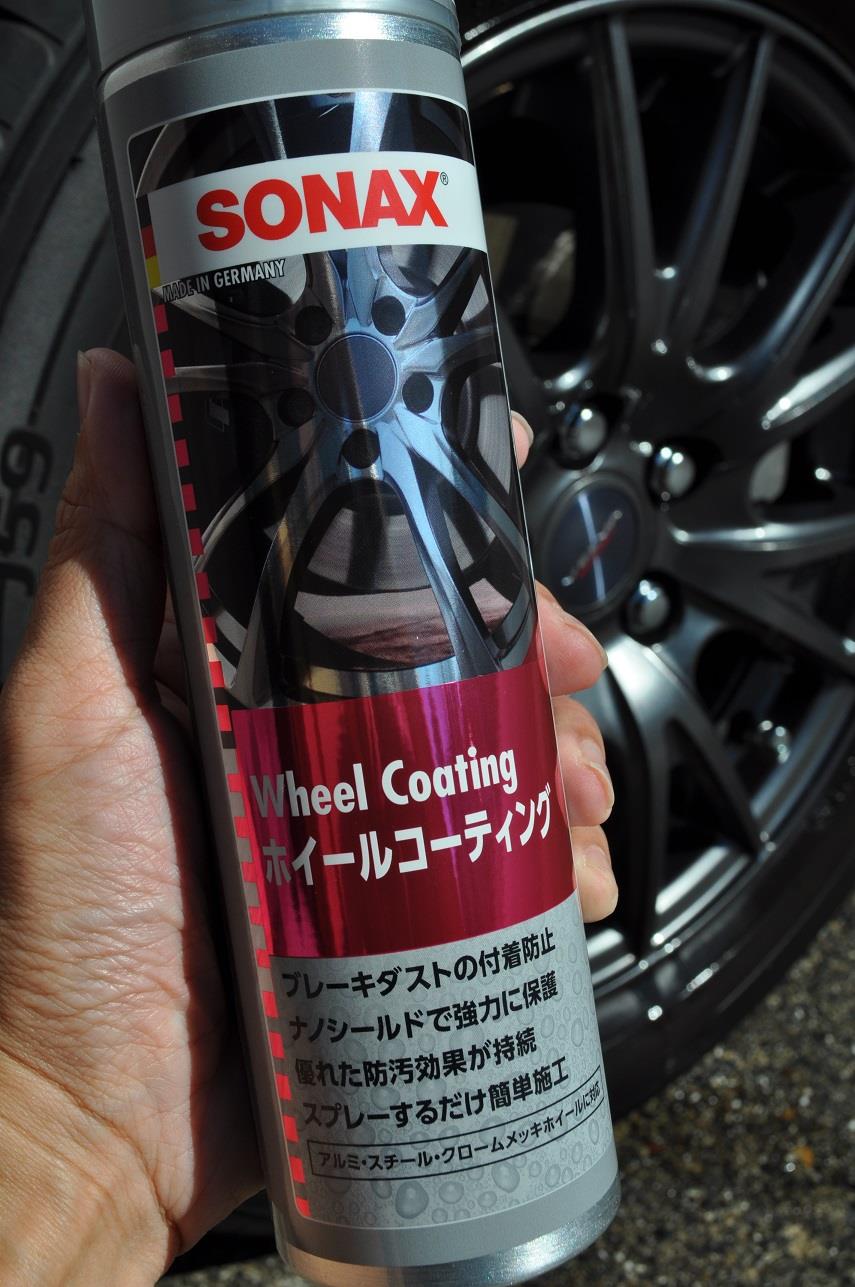 SONAX®
MADE IN GERMANY
Wheel Coating
ホイールコーティング
ブレーキダストの付着防止
ナノシールドで強力に保護
優れた防汚効果が持続
スプレーするだけ簡単施工
アルミ・スチール・クロームメッキホイールに対応